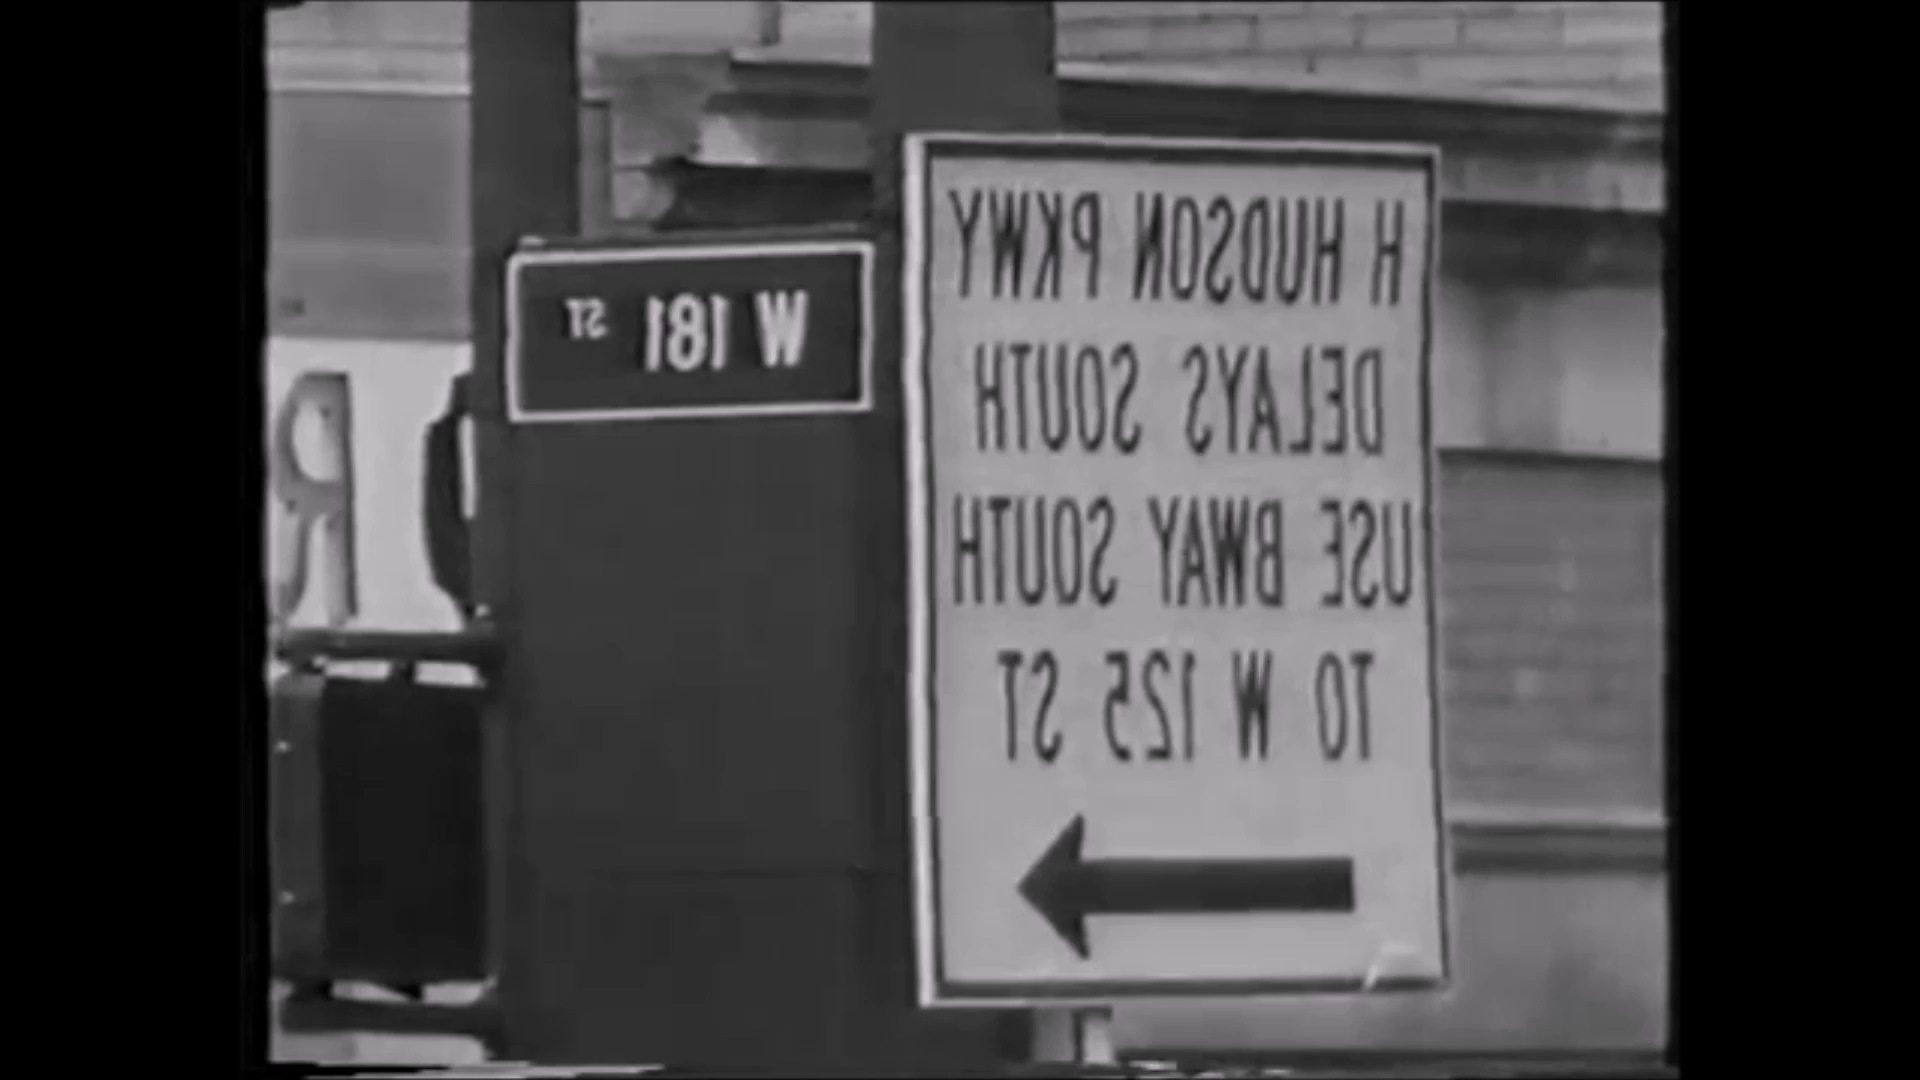 W 181 ST
H HUDSON PKWY
DELAYS SOUTH
USE BWAY SOUTH
TO W 125 ST
R